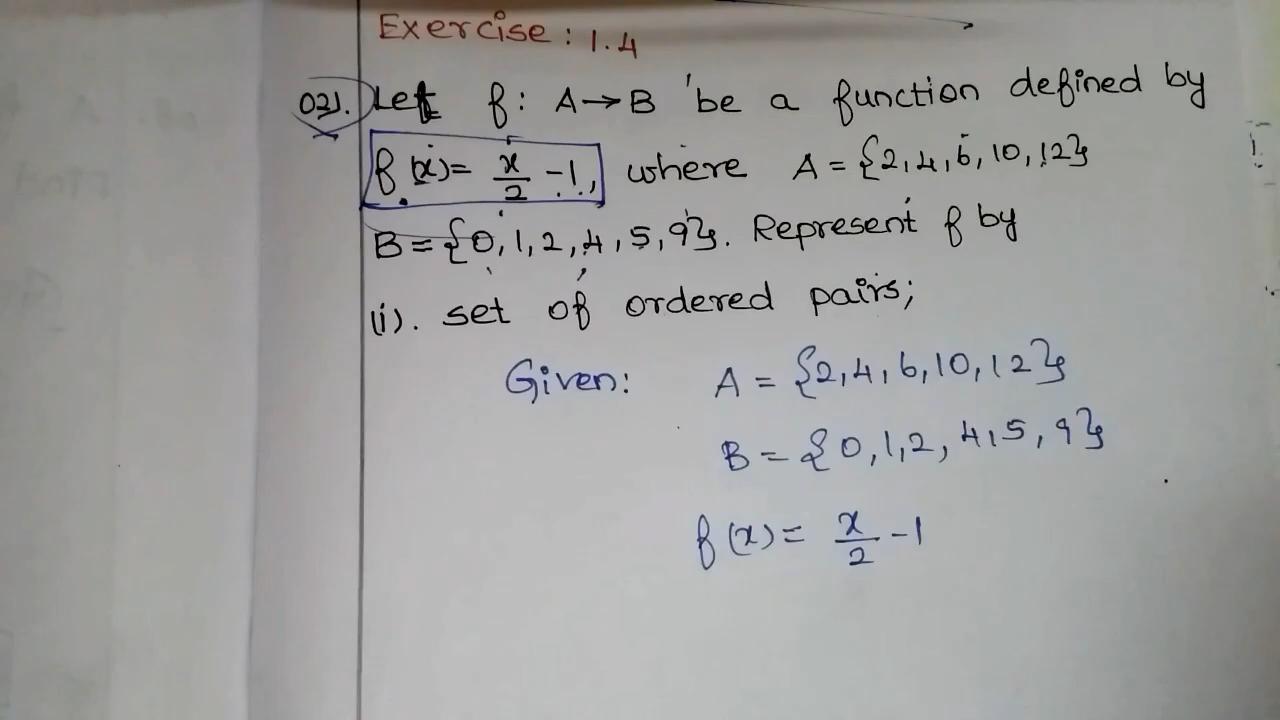 Exercise: 1.4
02). Let f: A→B be a function defined by
f(x) = x/2 - 1, where A = {2, 4, 6, 10, 12}
B = {0, 1, 2, 4, 5, 9}. Represent f by
(i). set of ordered pairs;
Given: A = {2, 4, 6, 10, 12}
B = {0, 1, 2, 4, 5, 9}
f(x) = x/2 - 1